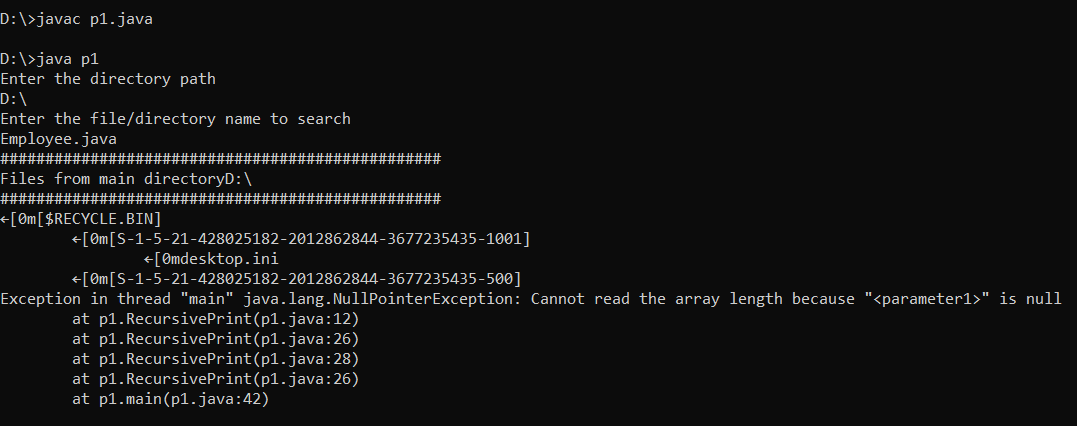 D:\>javac p1.java
D:\>java p1
Enter the directory path
D:\
Enter the file/directory name to search
Employee.java
#################################################
Files from main directoryD:\
#################################################
←[0m[$RECYCLE.BIN]
←[0m[S-1-5-21-428025182-2012862844-3677235435-1001]
←[0mdesktop.ini
←[0m[S-1-5-21-428025182-2012862844-3677235435-500]
Exception in thread "main" java.lang.NullPointerException: Cannot read the array length because "<parameter1>" is null
at p1.RecursivePrint(p1.java:12)
at p1.RecursivePrint(p1.java:26)
at p1.RecursivePrint(p1.java:28)
at p1.RecursivePrint(p1.java:26)
at p1.main(p1.java:42)